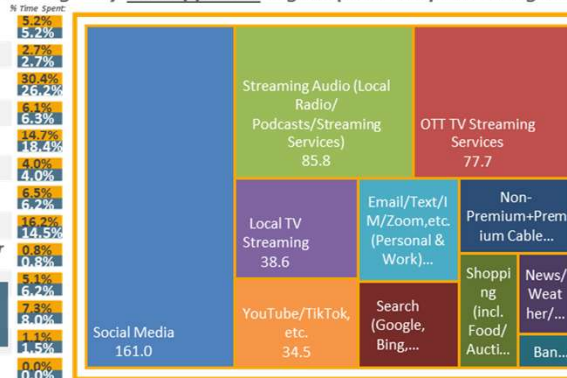 % Time Spent:
5.2%
5.2%
2.7%
2.7%
30.4%
26.2%
6.1%
6.3%
14.7%
18.4%
4.0%
4.0%
6.5%
6.2%
16.2%
14.5%
0.8%
0.8%
5.1%
6.2%
7.3%
8.0%
1.1%
1.5%
0.0%
0.0%
Social Media
161.0
Streaming Audio (Local
Radio/
Podcasts/Streaming
Services)
85.8
OTT TV Streaming
Services
77.7
Local TV
Streaming
38.6
YouTube/TikTok,
etc.
34.5
Email/Text/I
M/Zoom,etc.
(Personal &
Work)...
Search
(Google,
Bing,...
Non-
Premium+Prem
ium Cable...
Shoppi
ng
(incl.
Food/
Aucti...
News/
Weat
her/...
Ban...